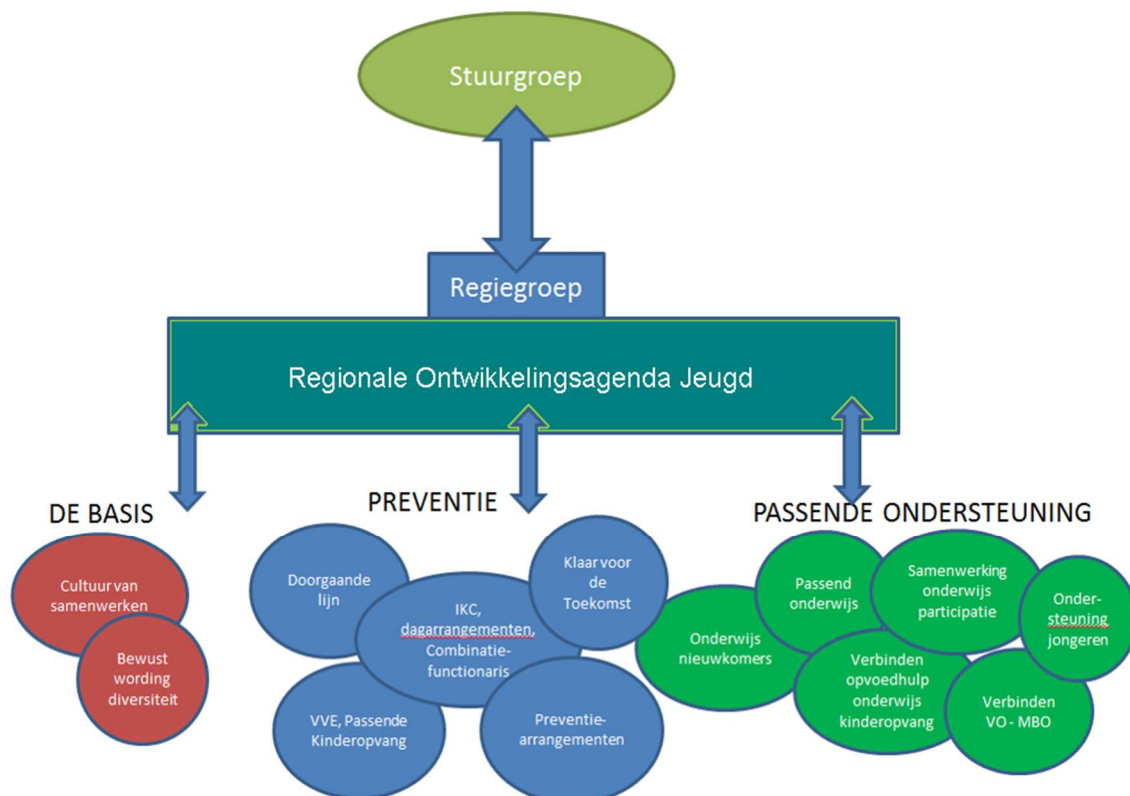 Stuurgroep
Regiegroep
Regionale Ontwikkelingsagenda Jeugd
DE BASIS
Cultuur van
samenwerken
Bewust
wording
diversiteit
PREVENTIE
Doorgaande
lijn
IKC,
dagarrangementen,
Combinatie-
functionaris
Klaar voor
de
Toekomst
VVE, Passende
Kinderopvang
Preventie-
arrangementen
PASSENDE ONDERSTEUNING
Onderwijs
nieuwkomers
Passend
onderwijs
Samenwerking
onderwijs
participatie
Onder-
steuning
jongeren
Verbinden
opvoedhulp
onderwijs
kinderopvang
Verbinden
VO - MBO